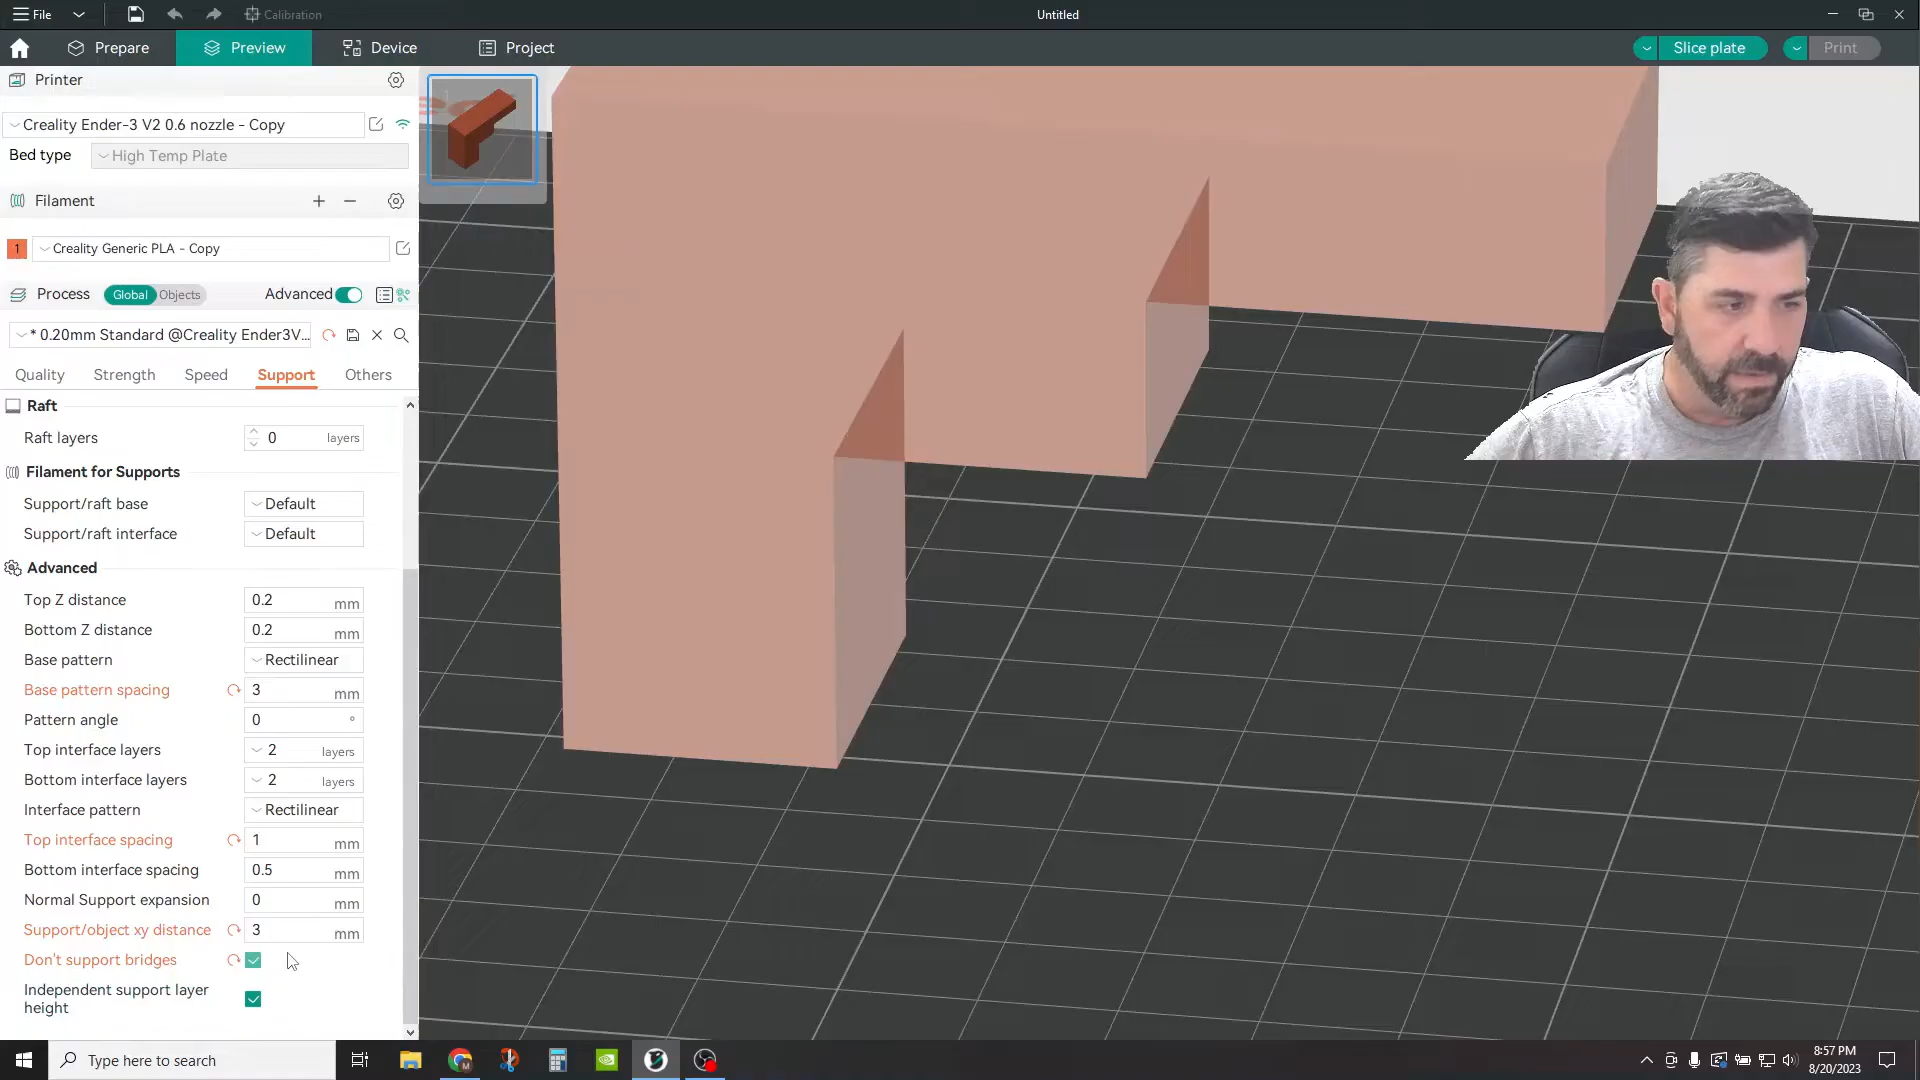 File
Calibration
Untitled
Prepare
Preview
Device
Project
Slice plate
Print
Printer
Creality Ender-3 V2 0.6 nozzle - Copy
Bed type
High Temp Plate
Filament
1
Creality Generic PLA - Copy
Process
Global
Objects
Advanced
* 0.20mm Standard @Creality Ender3V...
Quality
Strength
Speed
Support
Others
Raft
Raft layers
0
layers
Filament for Supports
Support/raft base
Default
Support/raft interface
Default
Advanced
Top Z distance
0.2
mm
Bottom Z distance
0.2
mm
Base pattern
Rectilinear
Base pattern spacing
3
mm
Pattern angle
0
°
Top interface layers
2
layers
Bottom interface layers
2
layers
Interface pattern
Rectilinear
Top interface spacing
1
mm
Bottom interface spacing
0.5
mm
Normal Support expansion
0
mm
Support/object xy distance
3
mm
Don't support bridges
Independent support layer
height
Type here to search
8:57 PM
8/20/2023